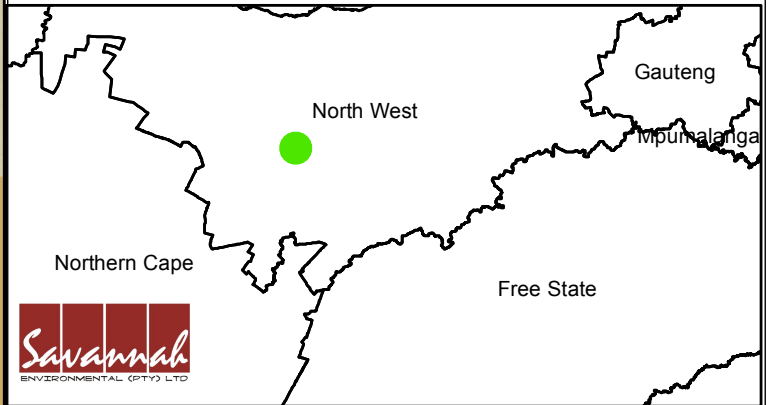 Gauteng
North West
Mpumalanga
Northern Cape
Free State
Savannah
ENVIRONMENTAL (PTY) LTD